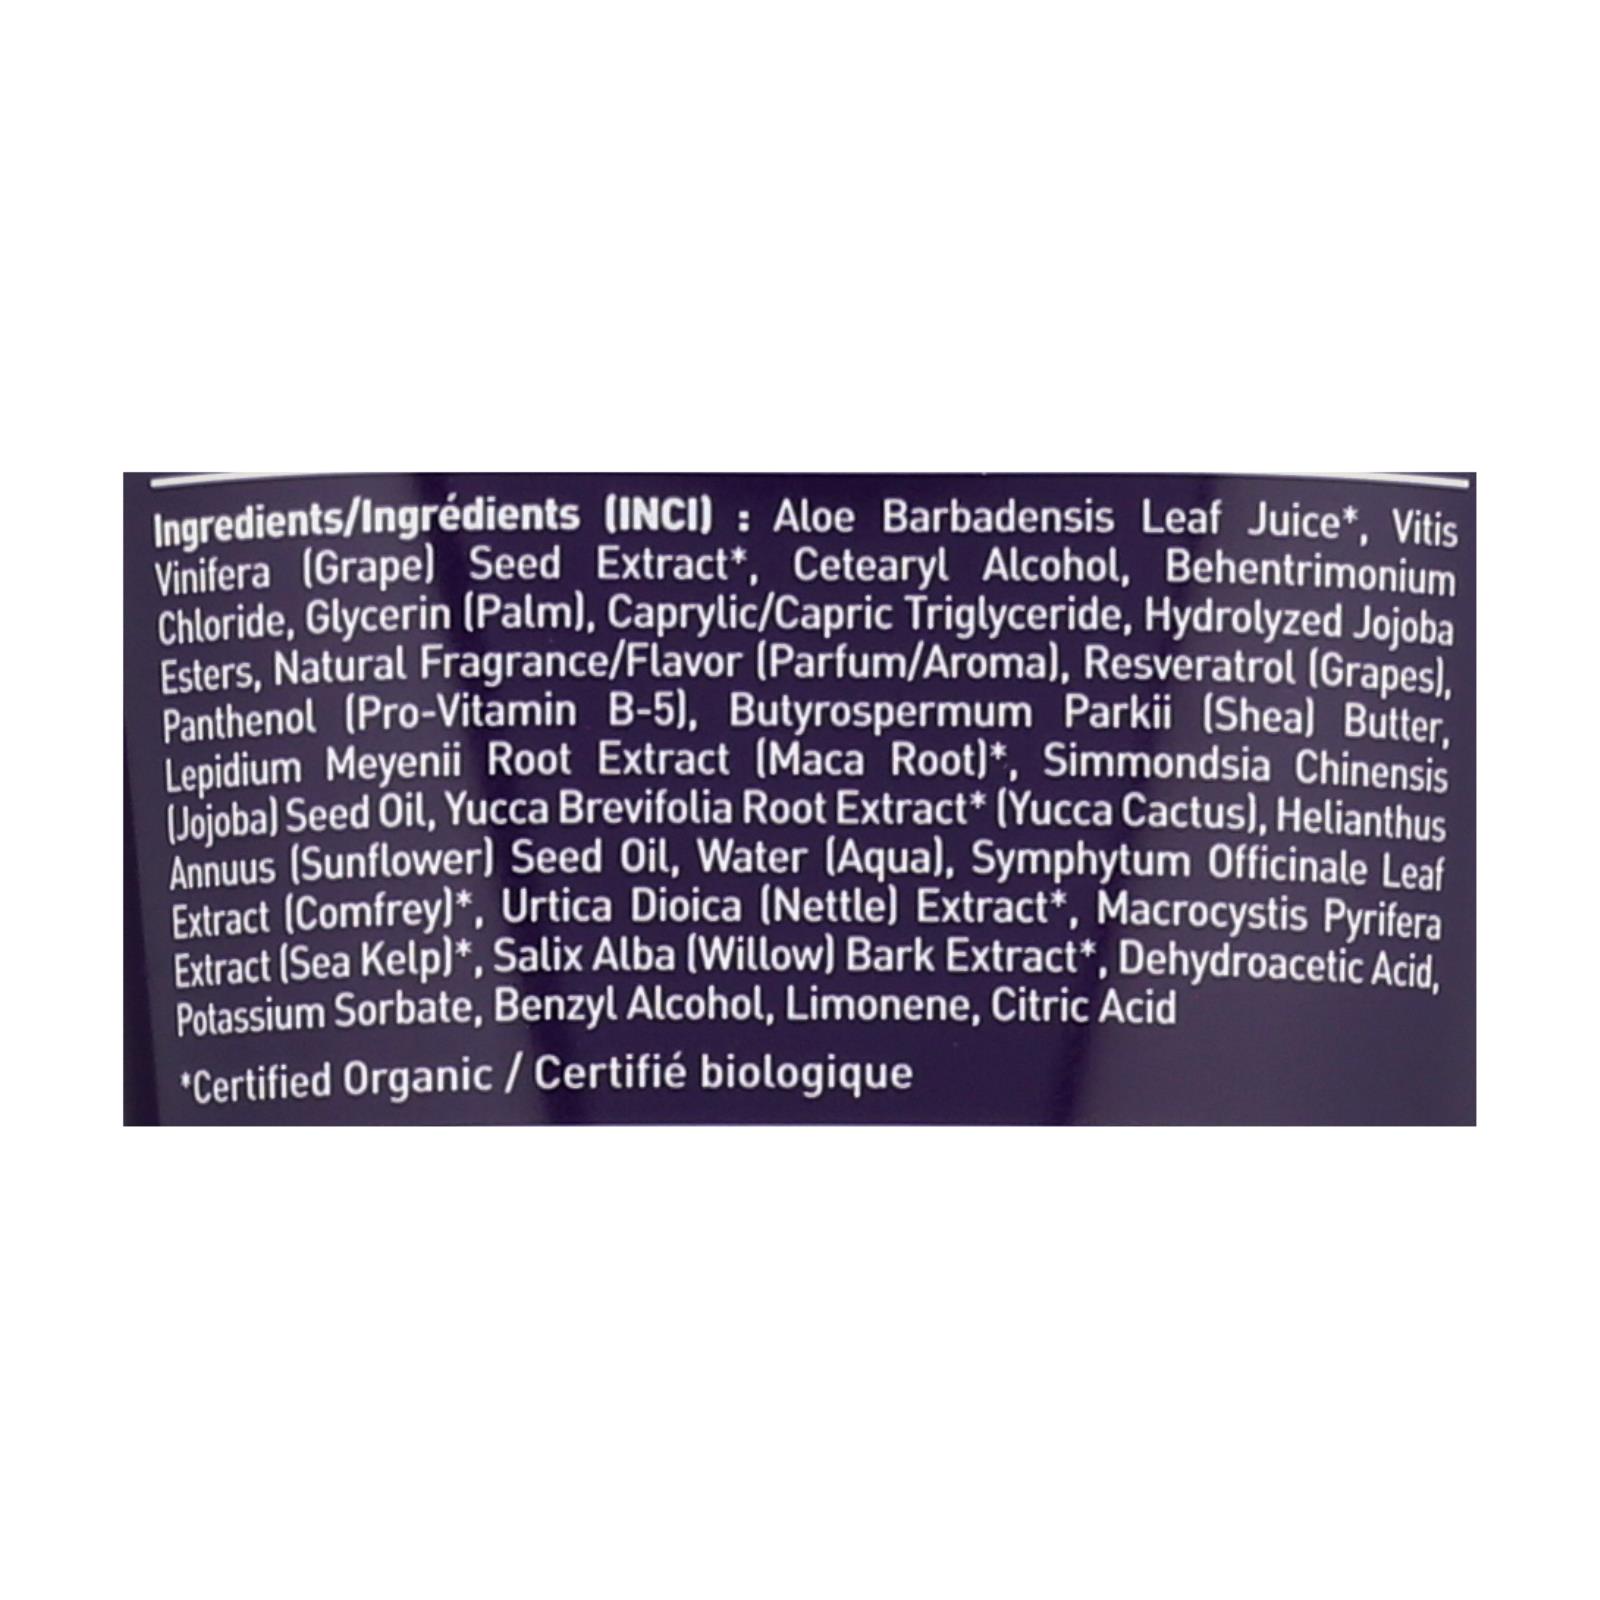 Ingredients/Ingrédients (INCI) : Aloe Barbadensis Leaf Juice*, Vitis
Vinifera (Grape) Seed Extract*, Cetearyl Alcohol, Behentrimonium
Chloride, Glycerin (Palm), Caprylic/Capric Triglyceride, Hydrolyzed Jojoba
Esters, Natural Fragrance/Flavor (Parfum/Aroma), Resveratrol (Grapes),
Panthenol (Pro-Vitamin B-5), Butyrospermum Parkii (Shea) Butter,
Lepidium Meyenii Root Extract (Maca Root)*, Simmondsia Chinensis
(Jojoba) Seed Oil, Yucca Brevifolia Root Extract* (Yucca Cactus), Helianthus
Annuus (Sunflower) Seed Oil, Water (Aqua), Symphytum Officinale Leaf
Extract (Comfrey)*, Urtica Dioica (Nettle) Extract*, Macrocystis Pyrifera
Extract (Sea Kelp)*, Salix Alba (Willow) Bark Extract*, Dehydroacetic Acid,
Potassium Sorbate, Benzyl Alcohol, Limonene, Citric Acid
*Certified Organic / Certifié biologique